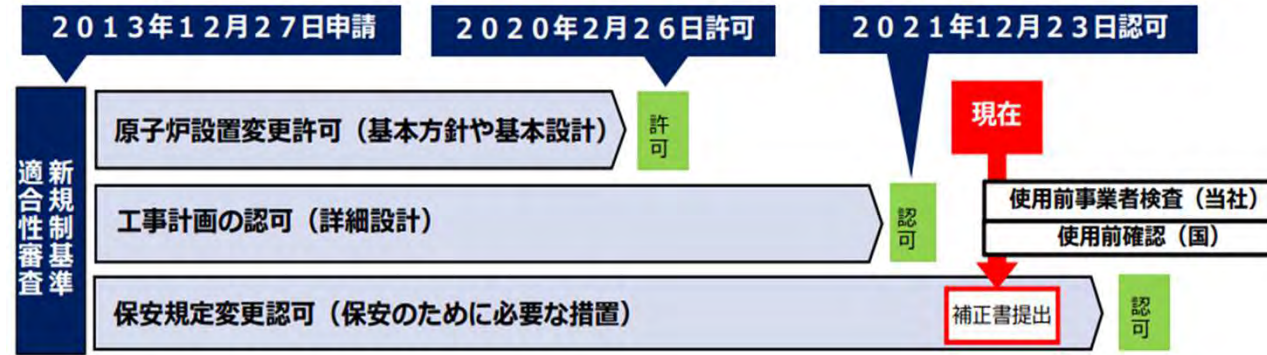 ２０１３年１２月２７日申請
２０２０年2月２６日許可
２０２１年12月２３日認可
新規制基準
適合性審査
原子炉設置変更許可（基本方針や基本設計）
許可
現在
工事計画の認可（詳細設計）
認可
使用前事業者検査（当社）
使用前確認（国）
保安規定変更認可（保安のために必要な措置）
補正書提出
認可